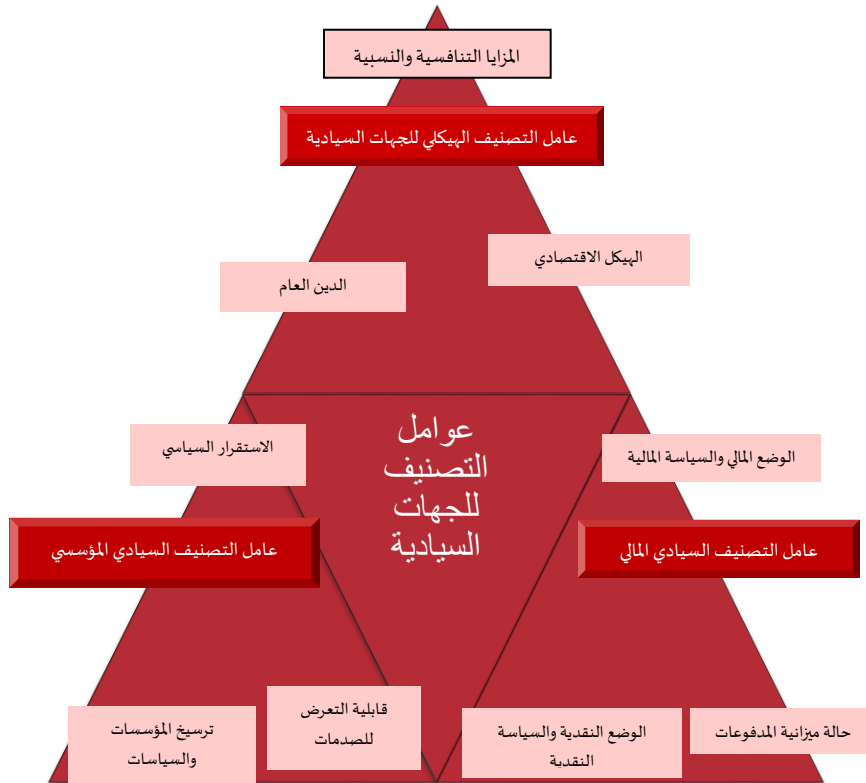 المزايا التنافسية والنسبية
عامل التصنيف الهيكلي للجهات السيادية
الهيكل الاقتصادي
الدين العام
عوامل
التصنيف
للجهات
السيادية
الوضع المالي والسياسة المالية
الاستقرار السياسي
عامل التصنيف السيادي المالي
عامل التصنيف السيادي المؤسسي
حالة ميزانية المدفوعات
الوضع النقدية والسياسة
النقدية
قابلية التعرض
للصدمات
ترسيخ المؤسسات
والسياسات